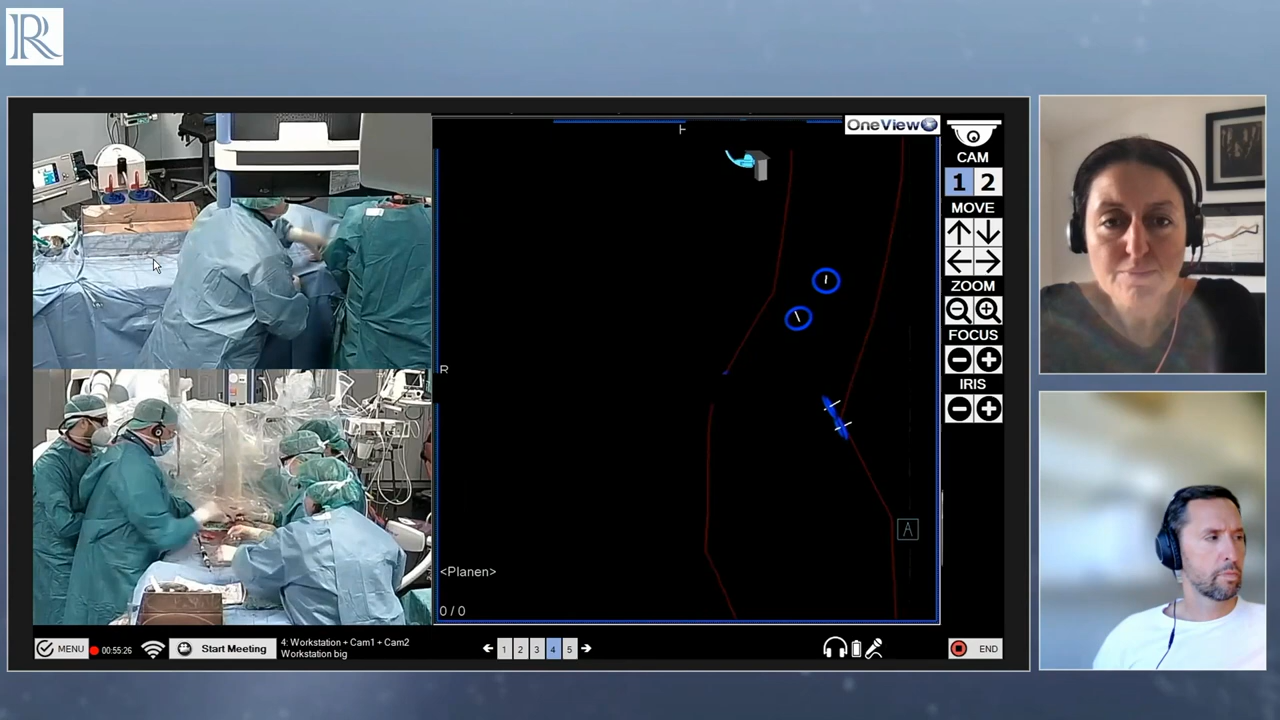 R
OneView
CAM
1 2
MOVE
ZOOM
FOCUS
R
IRIS
A
<Planen>
0 / 0
MENU
00:55:26
Start Meeting
4: Workstation + Cam1 + Cam2
Workstation big
1 2 3 4 5
END